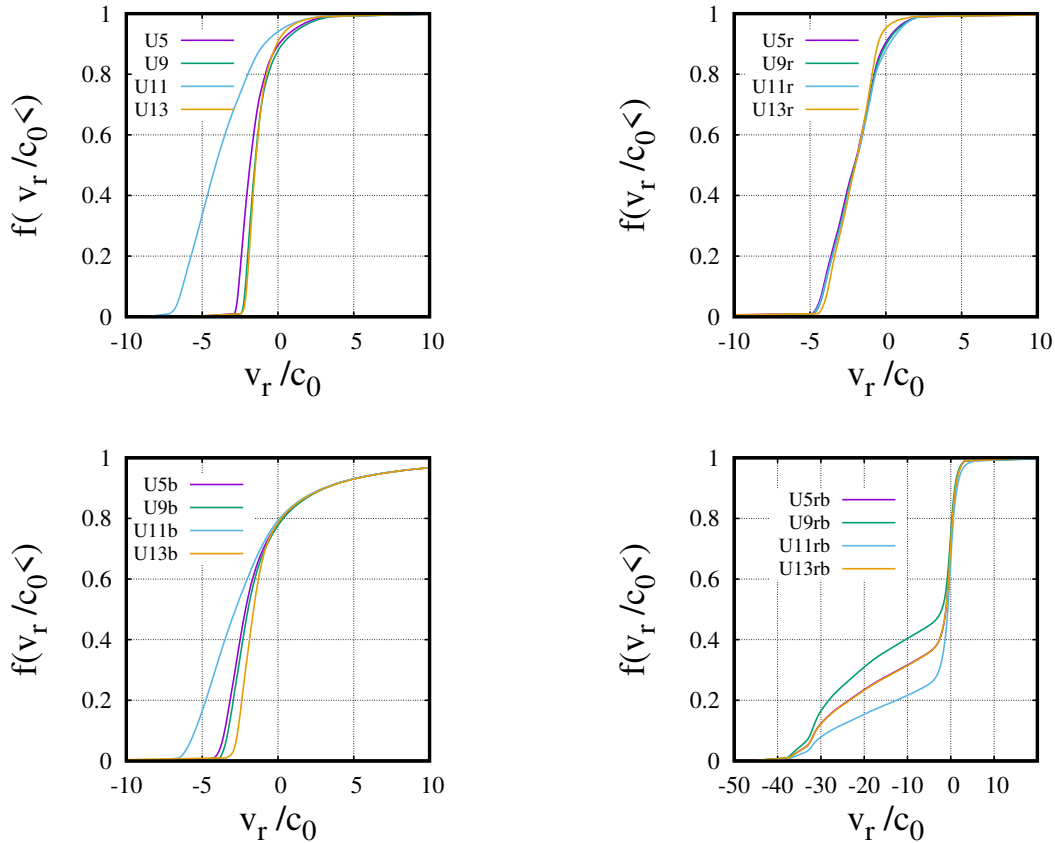 f( v_r /c_0<)
1
0.8
0.6
0.4
0.2
0
U5
U9
U11
U13
-10 -5 0 5 10
v_r /c_0
f(v_r /c_0<)
1
0.8
0.6
0.4
0.2
0
U5r
U9r
U11r
U13r
-10 -5 0 5 10
v_r /c_0
f(v_r /c_0<)
1
0.8
0.6
0.4
0.2
0
U5b
U9b
U11b
U13b
-10 -5 0 5 10
v_r /c_0
f(v_r /c_0<)
1
0.8
0.6
0.4
0.2
0
U5rb
U9rb
U11rb
U13rb
-50 -40 -30 -20 -10 0 10
v_r /c_0